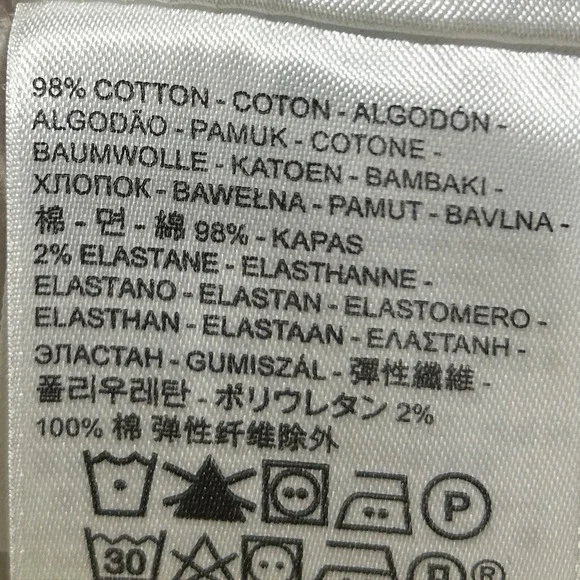 98% COTTON - COTON - ALGODÓN -
ALGODÃO - PAMUK - COTONE -
BAUMWOLLE - KATOEN - BAMBAKI -
ХЛОПОК - BAWEŁNA - PAMUT - BAVLNA -
棉 - 면 - 綿 98% - KAPAS
2% ELASTANE - ELASTHANNE -
ELASTANO - ELASTAN - ELASTOMERO -
ELASTHAN - ELASTAAN - ΕΛΑΣΤΑΝΗ -
ЭЛАСТАН - GUMISZÁL - 彈性纖維 -
폴리우레탄 - ポリウレタン 2%
100% 棉 弹性纤维除外
P
30
®